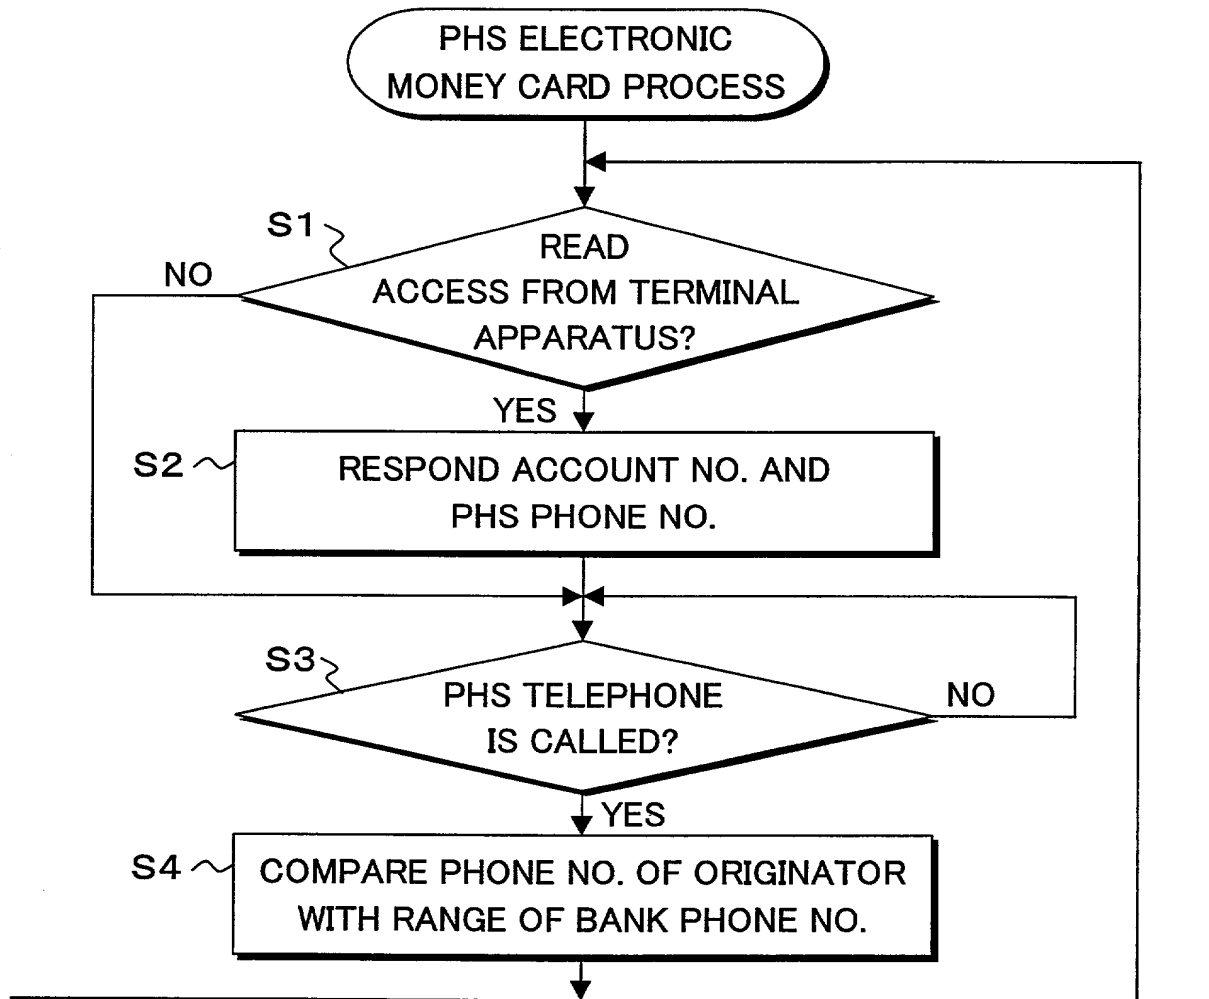 PHS ELECTRONIC
MONEY CARD PROCESS
S1
READ
NO
ACCESS FROM TERMINAL
APPARATUS?
YES
S2
RESPOND ACCOUNT NO. AND
PHS PHONE NO.
S3
PHS TELEPHONE
NO
IS CALLED?
YES
S4
COMPARE PHONE NO. OF ORIGINATOR
WITH RANGE OF BANK PHONE NO.